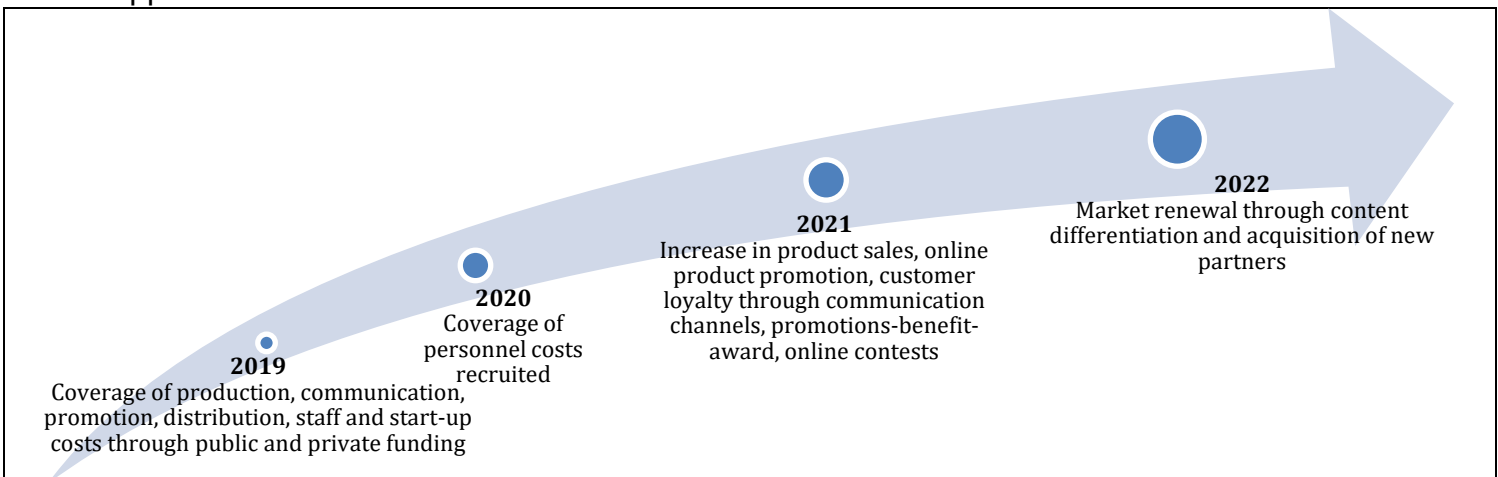 2019
Coverage of production, communication,
promotion, distribution, staff and start-up
costs through public and private funding
2020
Coverage of
personnel costs
recruited
2021
Increase in product sales, online
product promotion, customer
loyalty through communication
channels, promotions-benefit-
award, online contests
2022
Market renewal through content
differentiation and acquisition of new
partners